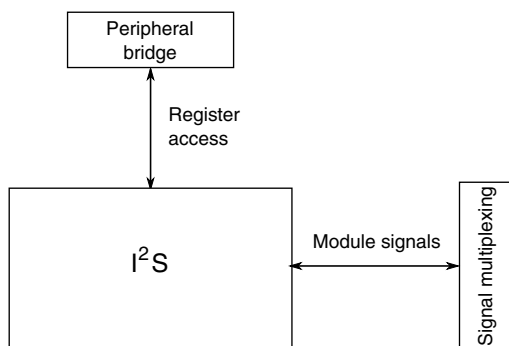 Peripheral
bridge
Register
access
I²S
Module signals
Signal multiplexing